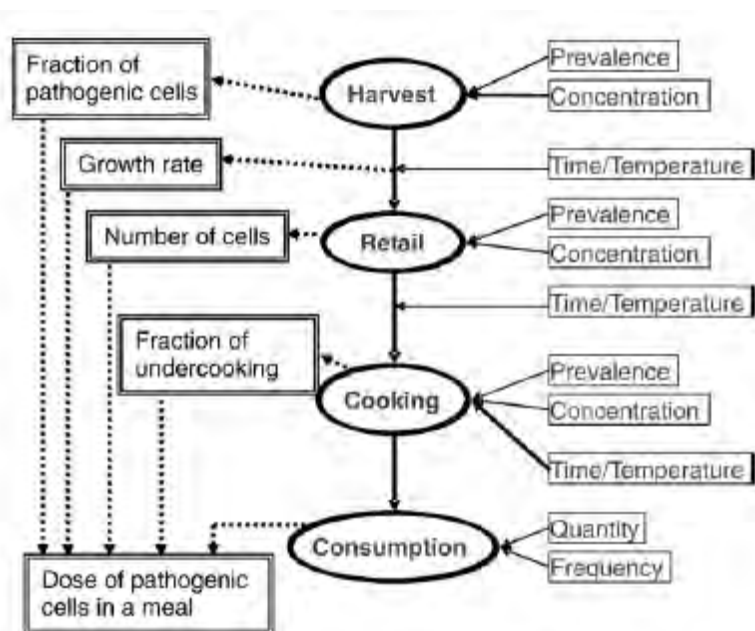 Fraction of
pathogenic cells
Harvest
Prevalence
Concentration
Growth rate
Time/Temperature
Number of cells
Retail
Prevalence
Concentration
Time/Temperature
Fraction of
undercooking
Cooking
Prevalence
Concentration
Time/Temperature
Consumption
Quantity
Frequency
Dose of pathogenic
cells in a meal